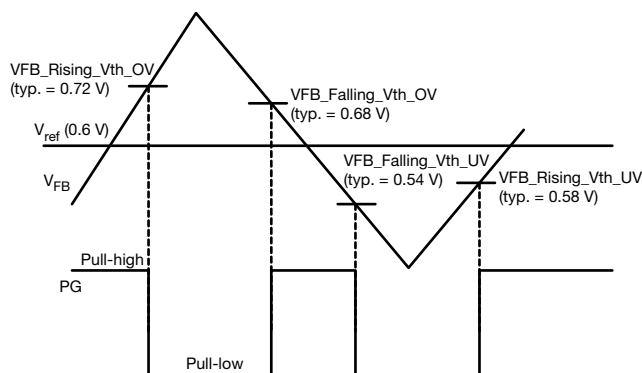 VFB_Rising_Vth_OV
(typ. = 0.72 V)
VFB_Falling_Vth_OV
(typ. = 0.68 V)
Vref (0.6 V)
VFB_Falling_Vth_UV
(typ. = 0.54 V)
VFB_Rising_Vth_UV
(typ. = 0.58 V)
VFB
Pull-high
PG
Pull-low